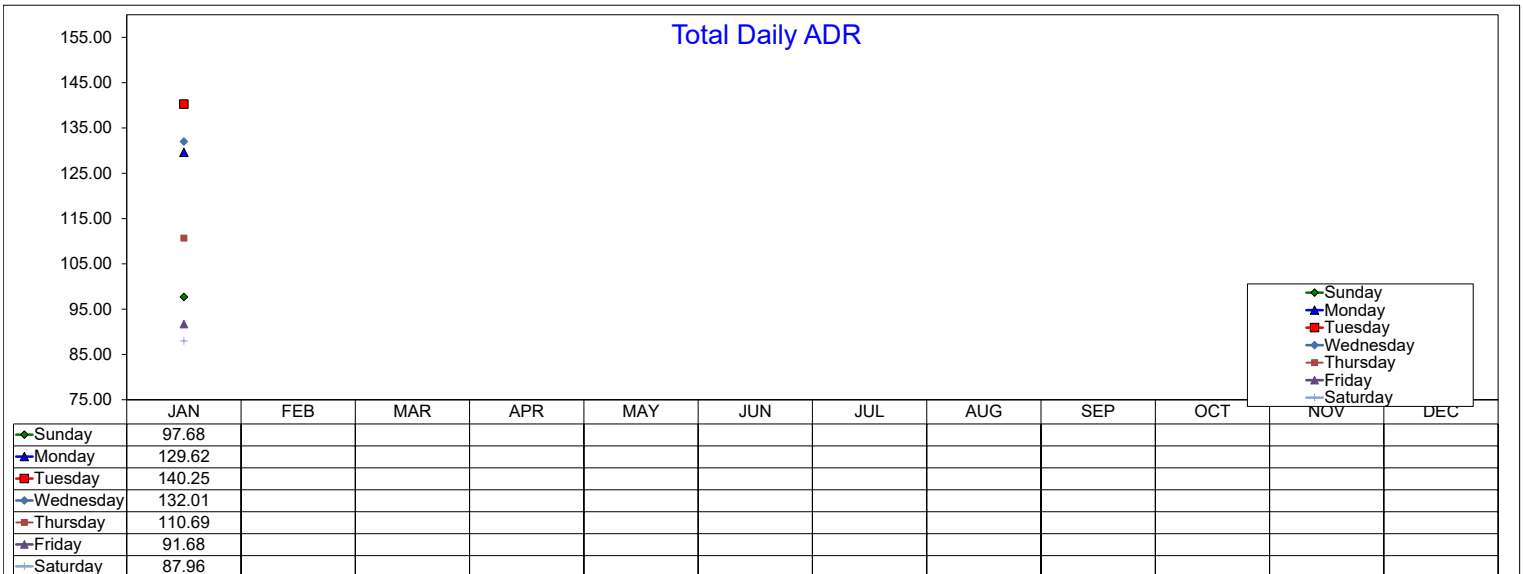 Total Daily ADR
155.00
145.00
135.00
125.00
115.00
105.00
95.00
85.00
75.00
Sunday
Monday
Tuesday
Wednesday
Thursday
Friday
Saturday
JAN FEB MAR APR MAY JUN JUL AUG SEP OCT NOV DEC
Sunday 97.68
Monday 129.62
Tuesday 140.25
Wednesday 132.01
Thursday 110.69
Friday 91.68
Saturday 87.96